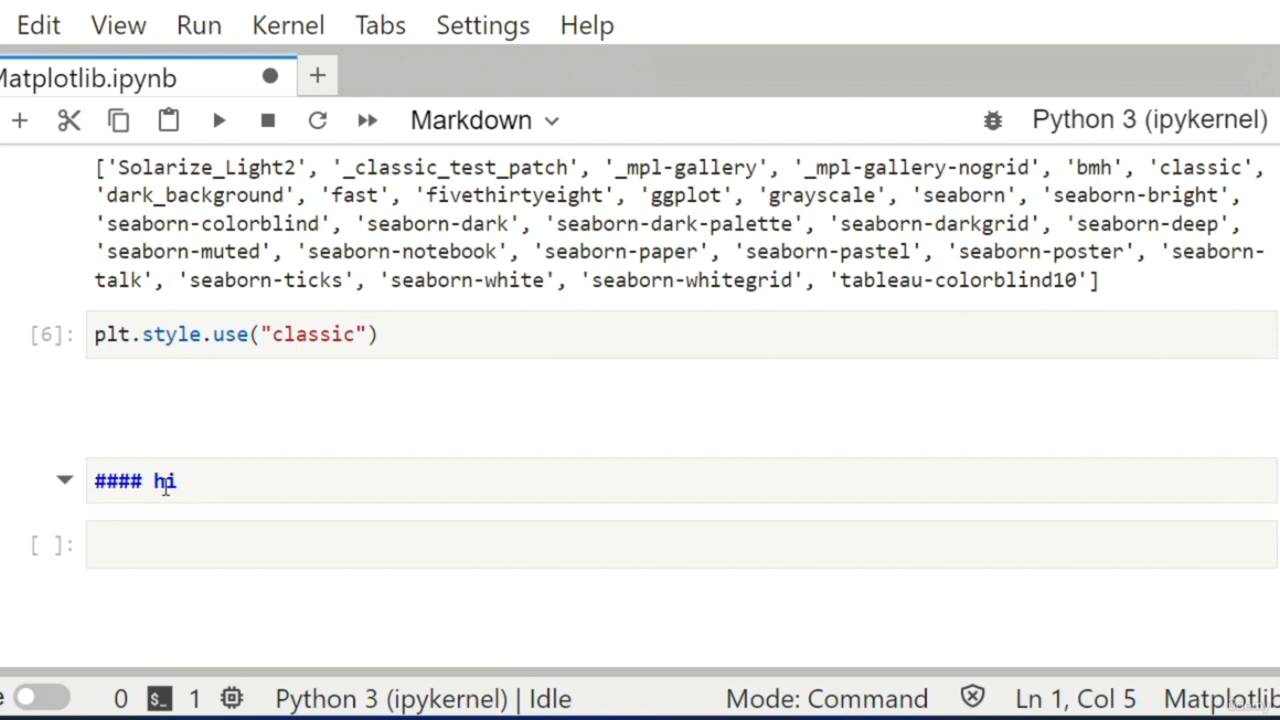 Edit View Run Kernel Tabs Settings Help
Matplotlib.ipynb
Markdown Python 3 (ipykernel)
['Solarize_Light2', '_classic_test_patch', '_mpl-gallery', '_mpl-gallery-nogrid', 'bmh', 'classic',
'dark_background', 'fast', 'fivethirtyeight', 'ggplot', 'grayscale', 'seaborn', 'seaborn-bright',
'seaborn-colorblind', 'seaborn-dark', 'seaborn-dark-palette', 'seaborn-darkgrid', 'seaborn-deep',
'seaborn-muted', 'seaborn-notebook', 'seaborn-paper', 'seaborn-pastel', 'seaborn-poster', 'seaborn-
talk', 'seaborn-ticks', 'seaborn-white', 'seaborn-whitegrid', 'tableau-colorblind10']
[6]: plt.style.use("classic")
#### hi
[ ]:
0 $_ 1 Python 3 (ipykernel) | Idle Mode: Command Ln 1, Col 5 Matplotlib